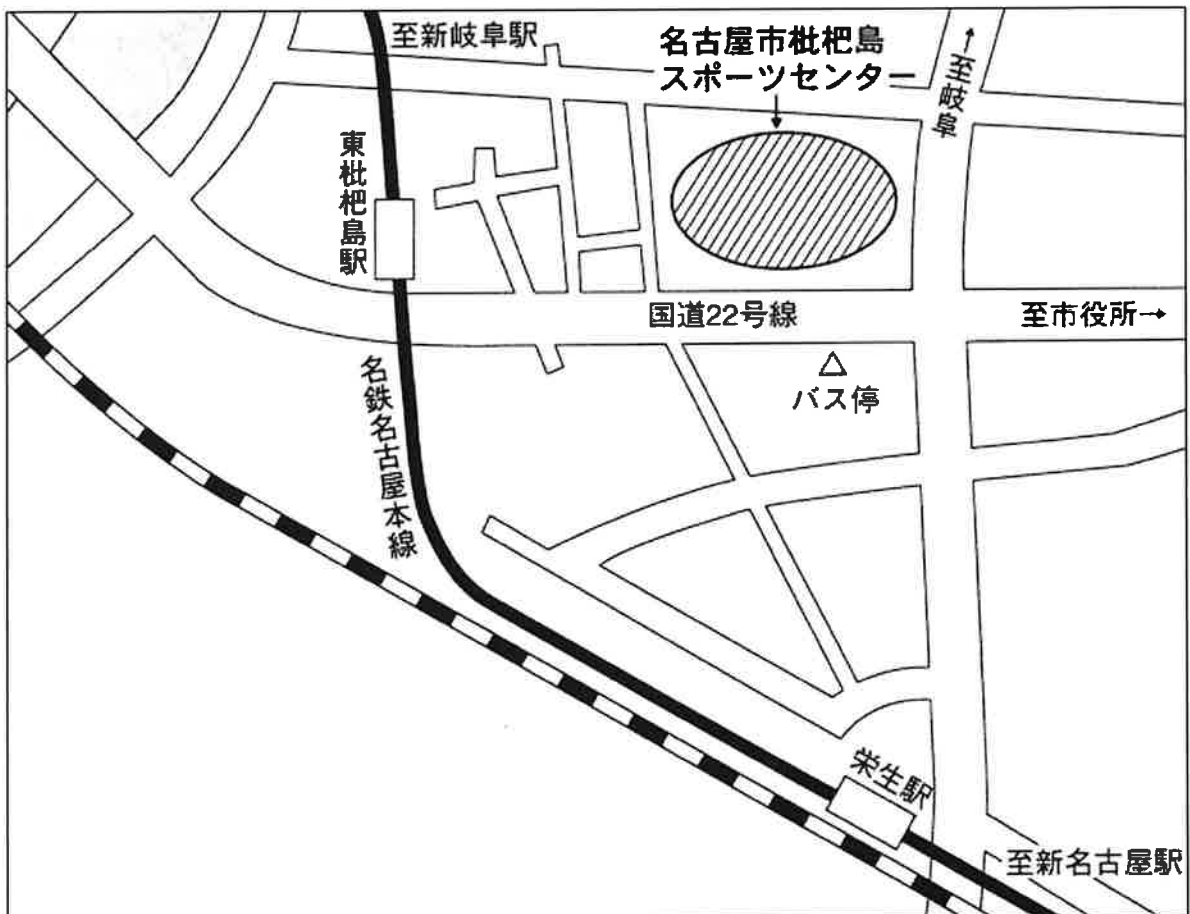 至新岐阜駅
名古屋市枇杷島
スポーツセンター
↑至岐阜
東枇杷島駅
国道22号線
至市役所→
△
バス停
名鉄名古屋本線
栄生駅
至新名古屋駅